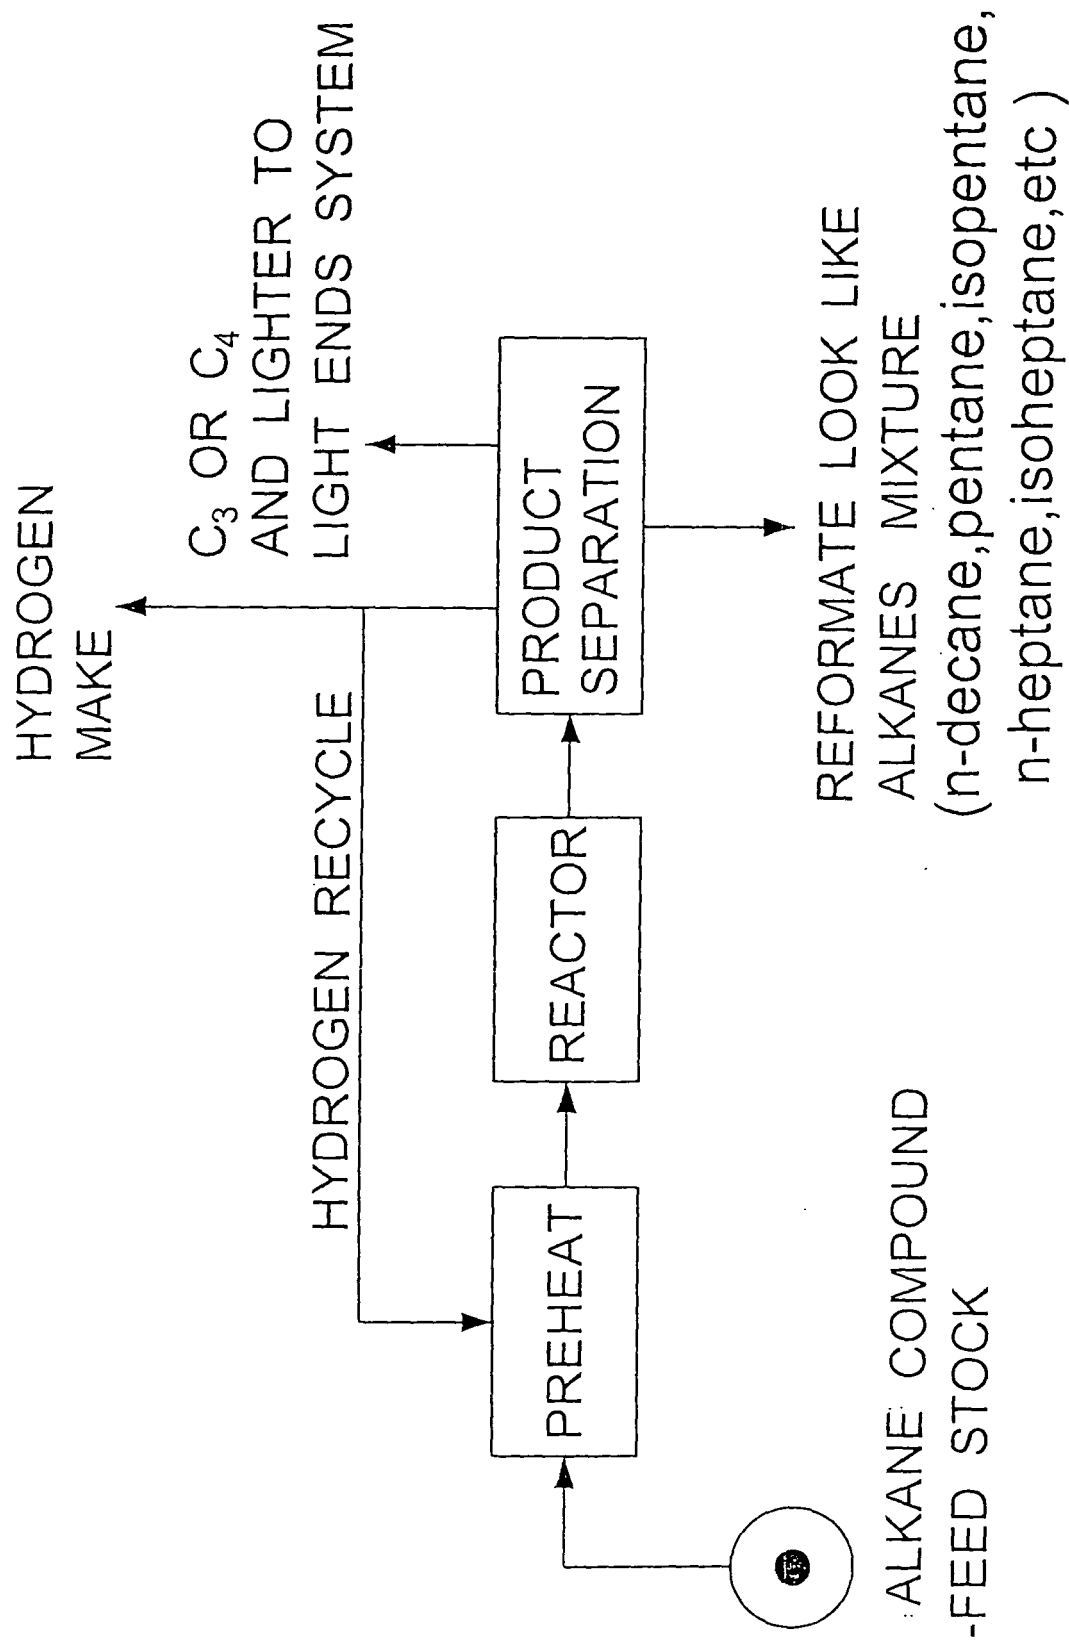 HYDROGEN
MAKE
C₃ OR C₄
AND LIGHTER TO
LIGHT ENDS SYSTEM
HYDROGEN RECYCLE
PREHEAT
REACTOR
PRODUCT
SEPARATION
ALKANE COMPOUND
-FEED STOCK
REFORMATE LOOK LIKE
ALKANES MIXTURE
(n-decane,pentane,isopentane,
n-heptane,isoheptane,etc )